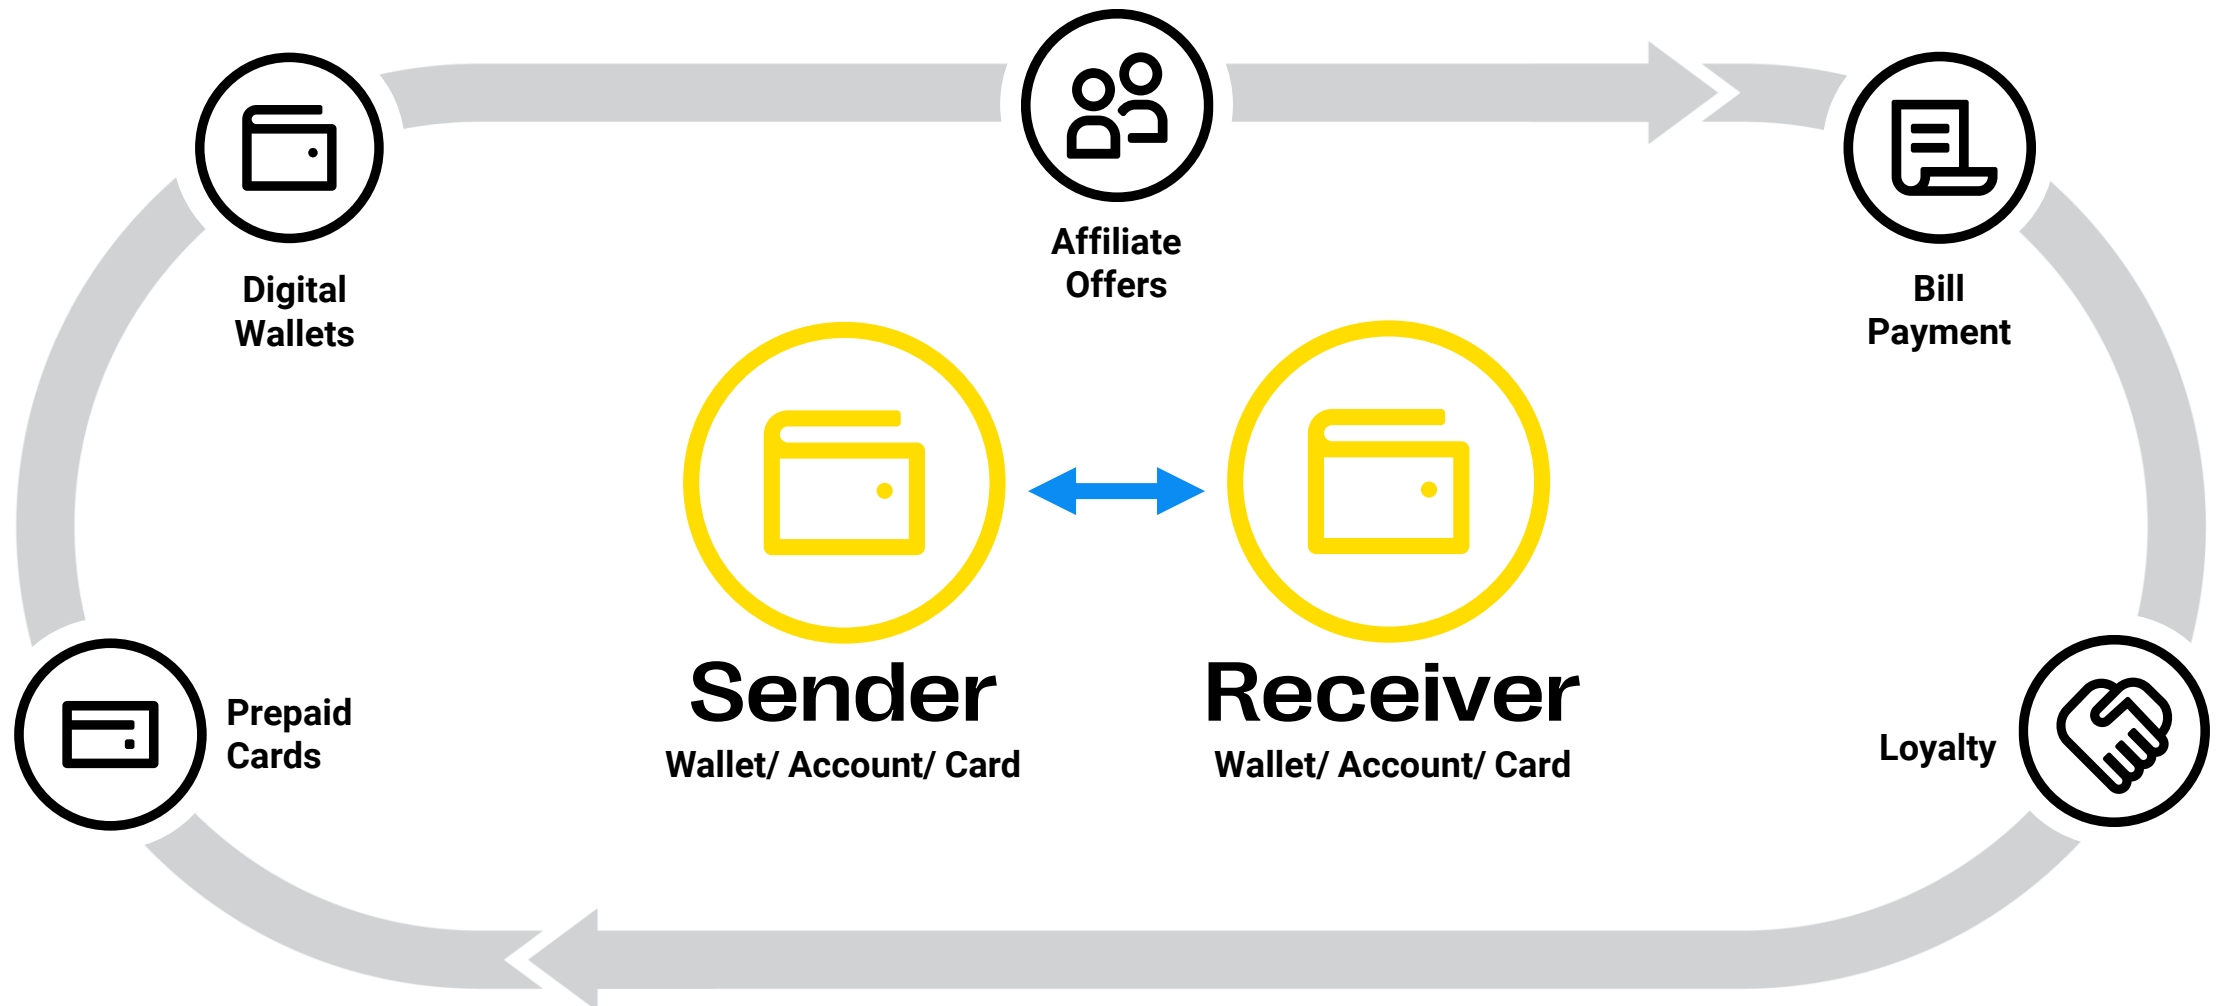 Affiliate
Offers
Digital
Wallets
Bill
Payment
Sender
Wallet/ Account/ Card
Receiver
Wallet/ Account/ Card
Prepaid
Cards
Loyalty